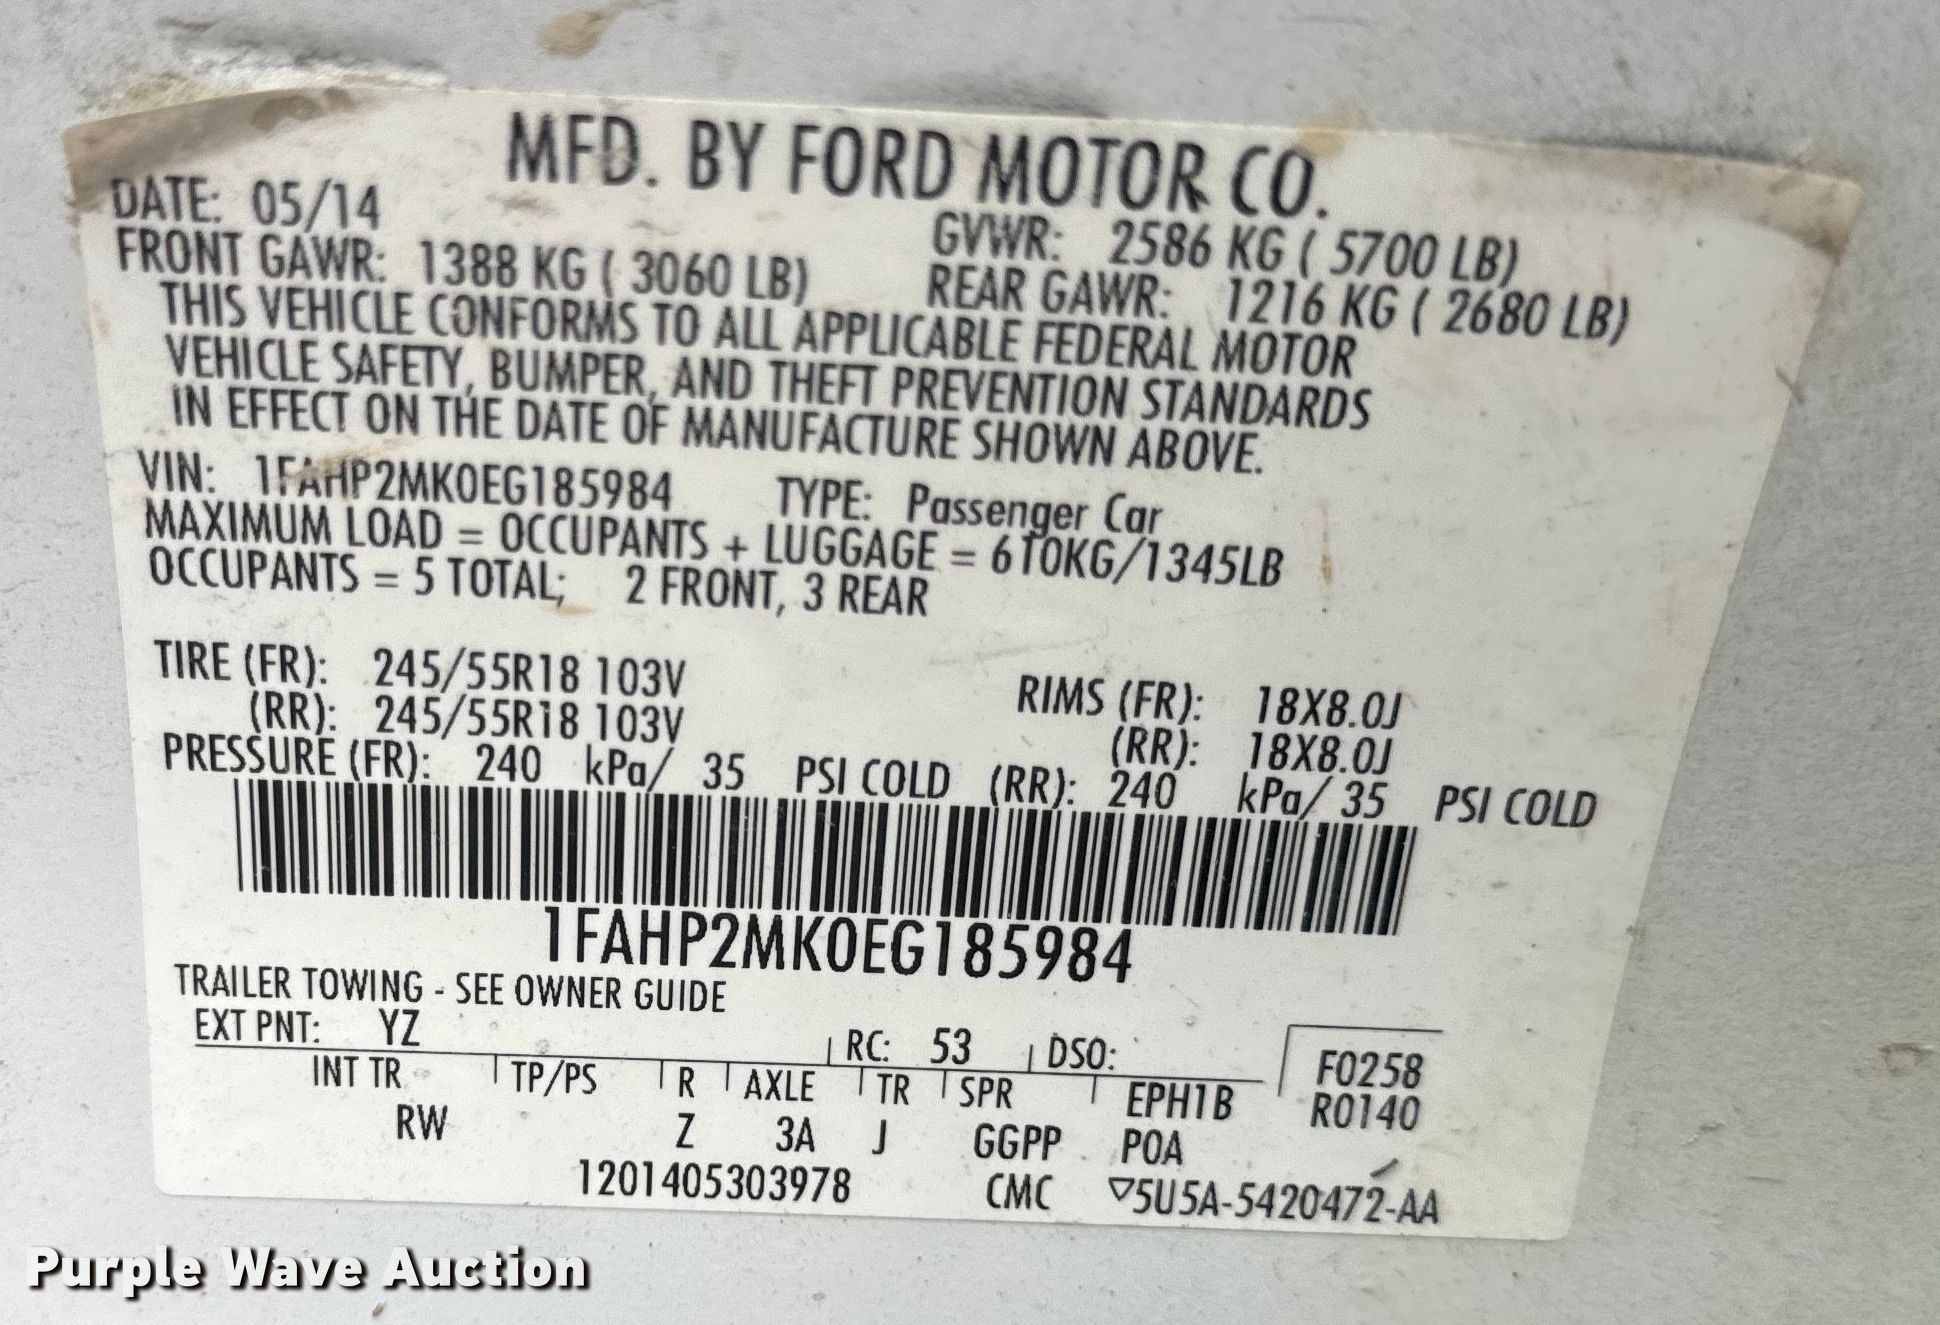 MFD. BY FORD MOTOR CO.
DATE: 05/14 GVWR: 2586 KG ( 5700 LB)
FRONT GAWR: 1388 KG ( 3060 LB) REAR GAWR: 1216 KG ( 2680 LB)
THIS VEHICLE CONFORMS TO ALL APPLICABLE FEDERAL MOTOR
VEHICLE SAFETY, BUMPER, AND THEFT PREVENTION STANDARDS
IN EFFECT ON THE DATE OF MANUFACTURE SHOWN ABOVE.
VIN: 1FAHP2MK0EG185984 TYPE: Passenger Car
MAXIMUM LOAD = OCCUPANTS + LUGGAGE = 610KG/1345LB
OCCUPANTS = 5 TOTAL; 2 FRONT, 3 REAR
TIRE (FR): 245/55R18 103V RIMS (FR): 18X8.0J
(RR): 245/55R18 103V (RR): 18X8.0J
PRESSURE (FR): 240 kPa/ 35 PSI COLD (RR): 240 kPa/ 35 PSI COLD
1FAHP2MK0EG185984
TRAILER TOWING - SEE OWNER GUIDE
EXT PNT: YZ RC: 53 DSO: F0258
INT TR TP/PS R AXLE TR SPR EPH1B R0140
RW Z 3A J GGPP POA
1201405303978 CMC ▽5U5A-5420472-AA
Purple Wave Auction